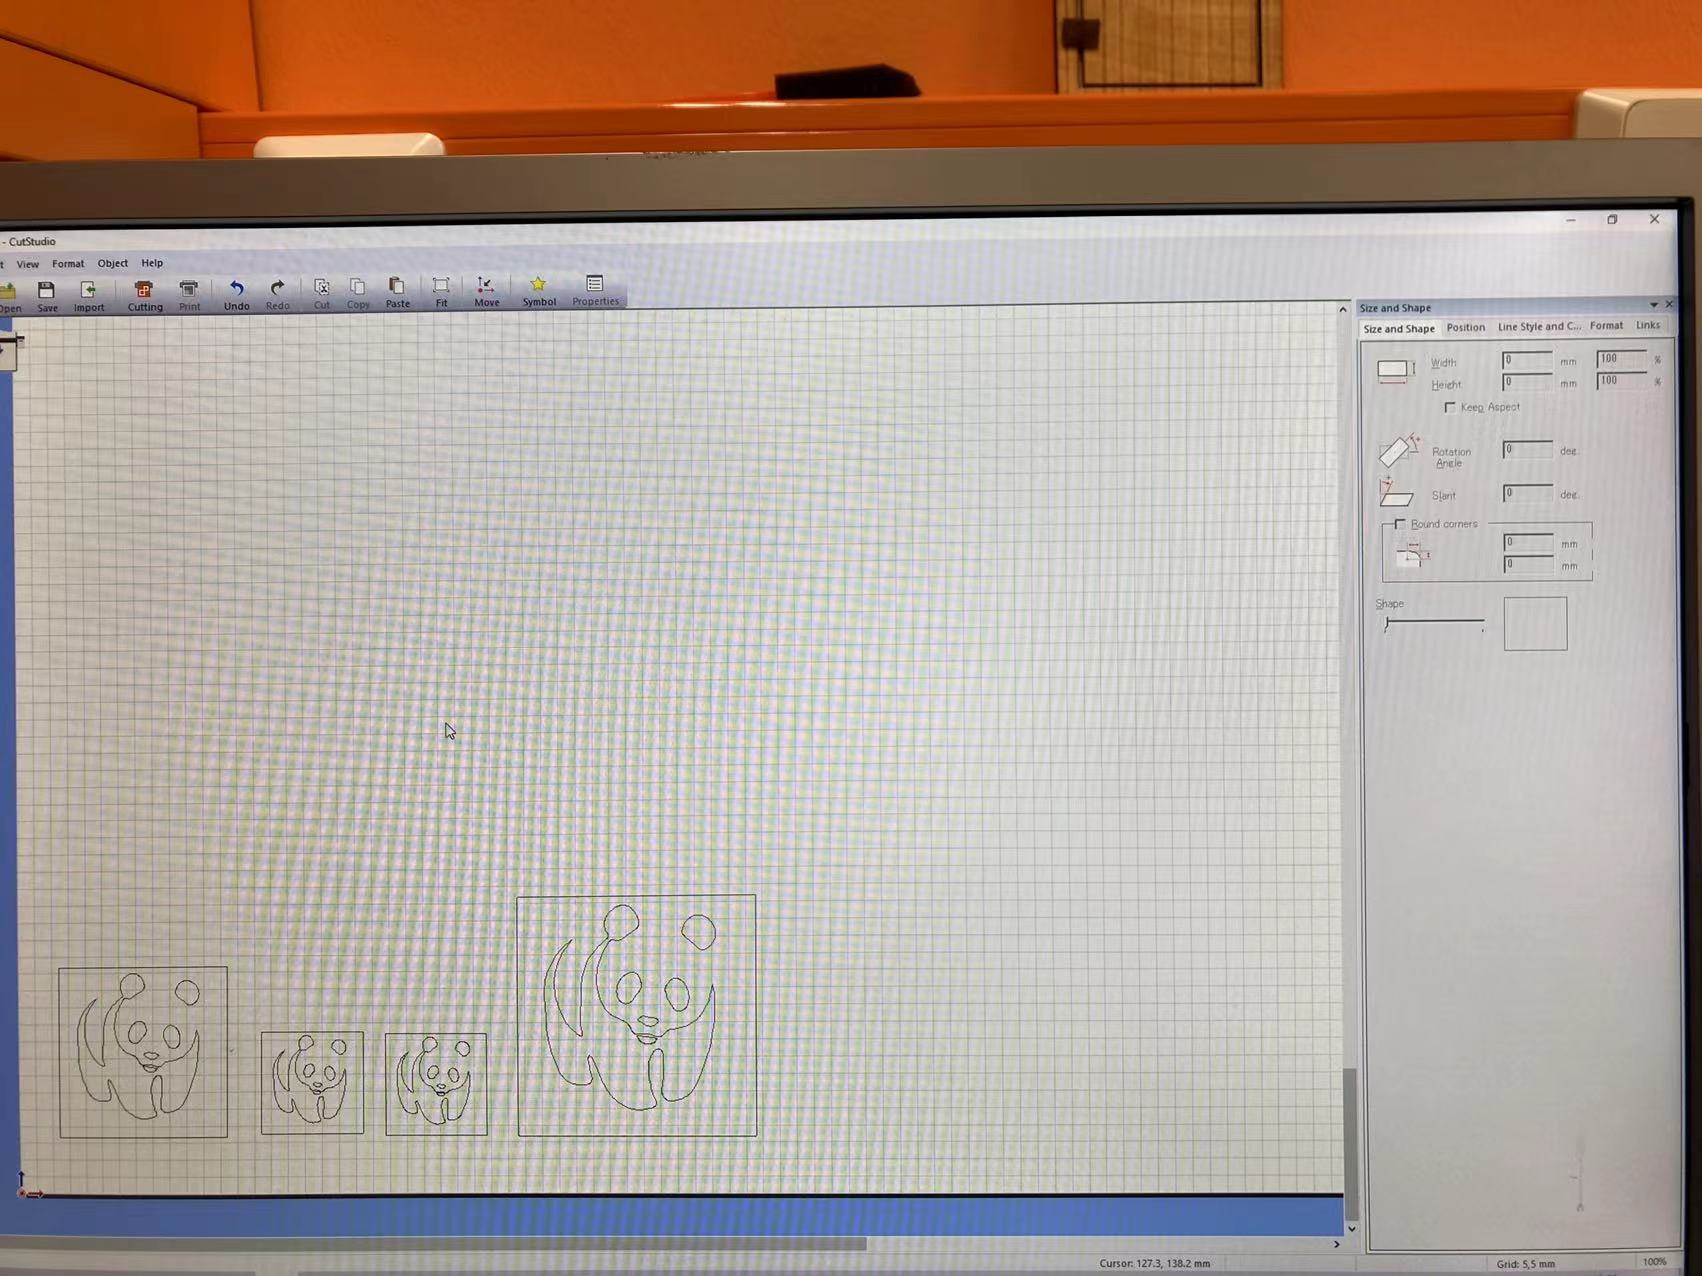 - CutStudio
t View Format Object Help
Open Save Import Cutting Print Undo Redo Cut Copy Paste Fit Move Symbol Properties
Size and Shape
Size and Shape Position Line Style and C... Format Links
Width 0 mm 100 %
Height 0 mm 100 %
Keep Aspect
Rotation Angle 0 deg.
Slant 0 deg.
Round corners
0 mm
0 mm
Shape
Cursor: 127.3, 138.2 mm Grid: 5,5 mm 100%